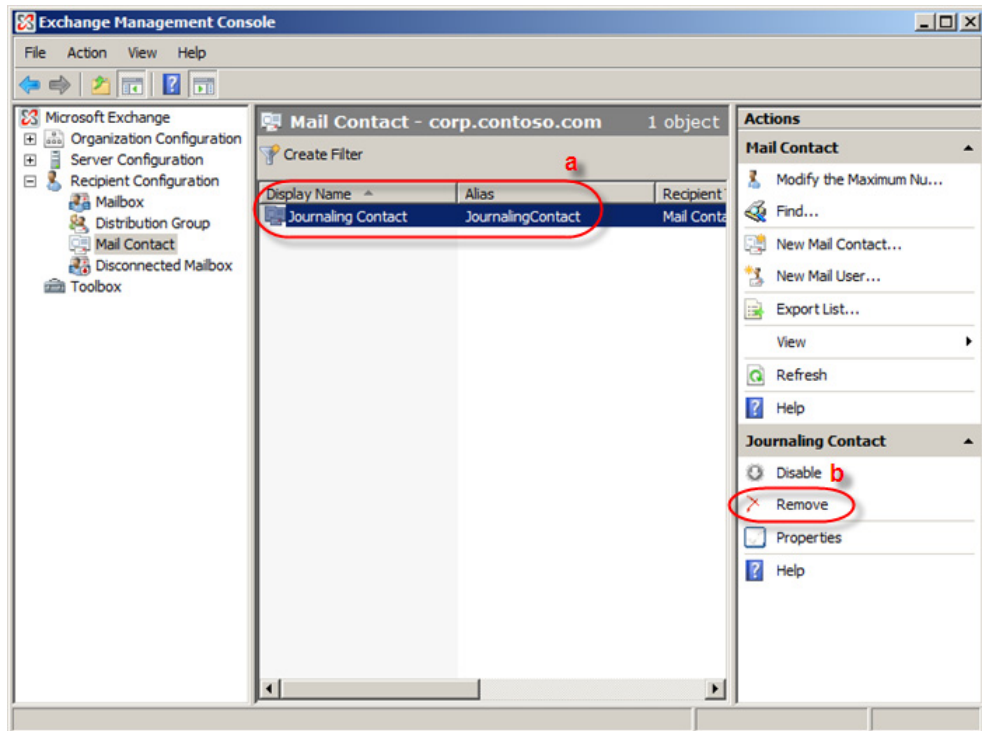 Exchange Management Console
File Action View Help
Microsoft Exchange
Organization Configuration
Server Configuration
Recipient Configuration
Mailbox
Distribution Group
Mail Contact
Disconnected Mailbox
Toolbox
Mail Contact - corp.contoso.com 1 object
Create Filter
a
Display Name Alias Recipient
Journaling Contact JournalingContact Mail Conta
Actions
Mail Contact
Modify the Maximum Nu...
Find...
New Mail Contact...
New Mail User...
Export List...
View
Refresh
Help
Journaling Contact
Disable b
Remove
Properties
Help